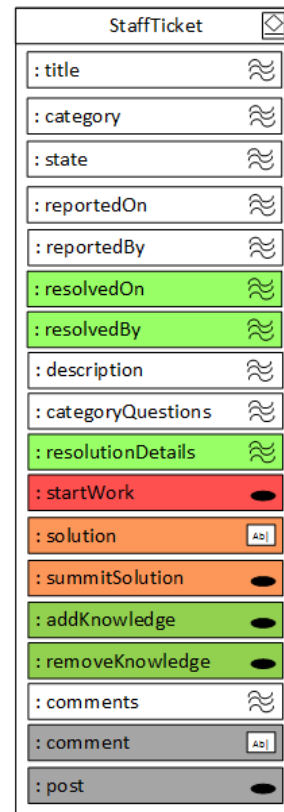 StaffTicket
: title
: category
: state
: reportedOn
: reportedBy
: resolvedOn
: resolvedBy
: description
: categoryQuestions
: resolutionDetails
: startWork
: solution Ab|
: summitSolution
: addKnowledge
: removeKnowledge
: comments
: comment Ab|
: post